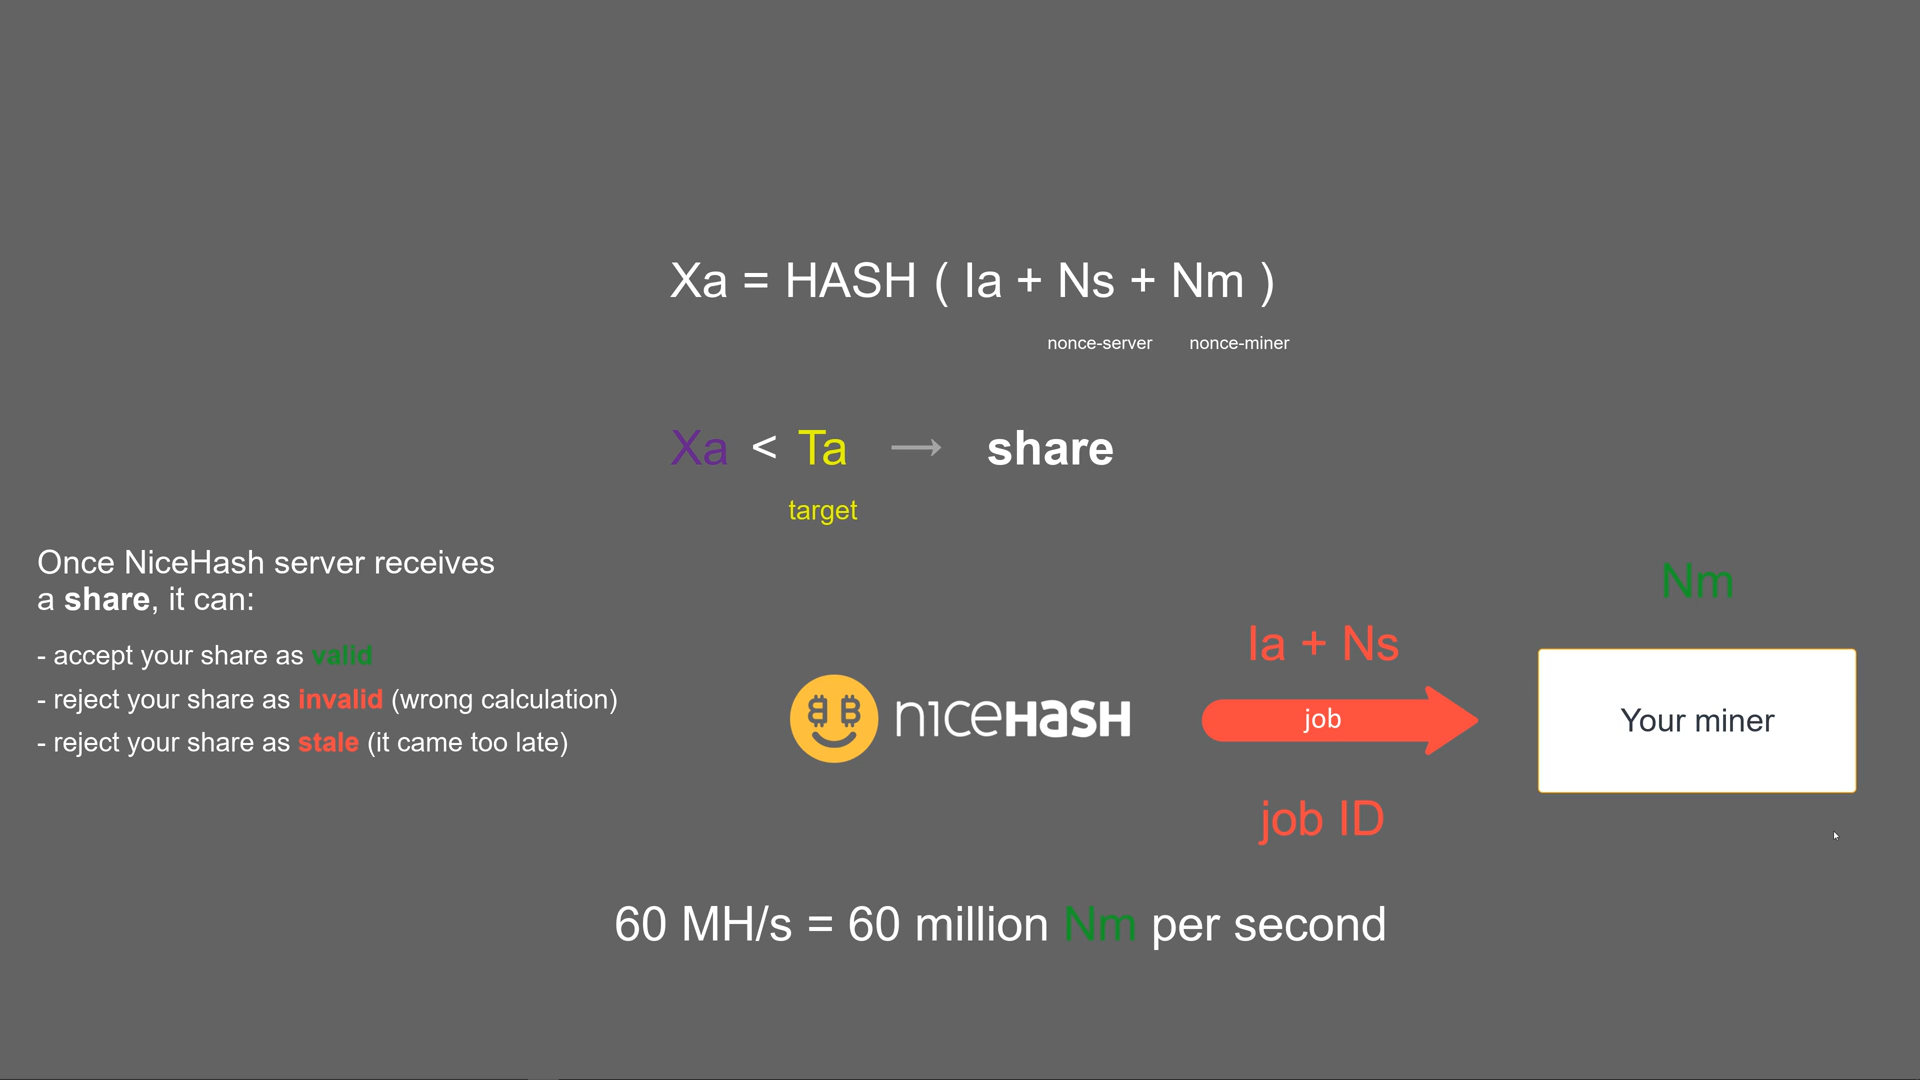 Xa = HASH ( Ia + Ns + Nm )
nonce-server nonce-miner
Xa < Ta → share
target
Once NiceHash server receives
a share, it can:
- accept your share as valid
- reject your share as invalid (wrong calculation)
- reject your share as stale (it came too late)
Nm
Ia + Ns
niceHASH
job
Your miner
job ID
60 MH/s = 60 million Nm per second